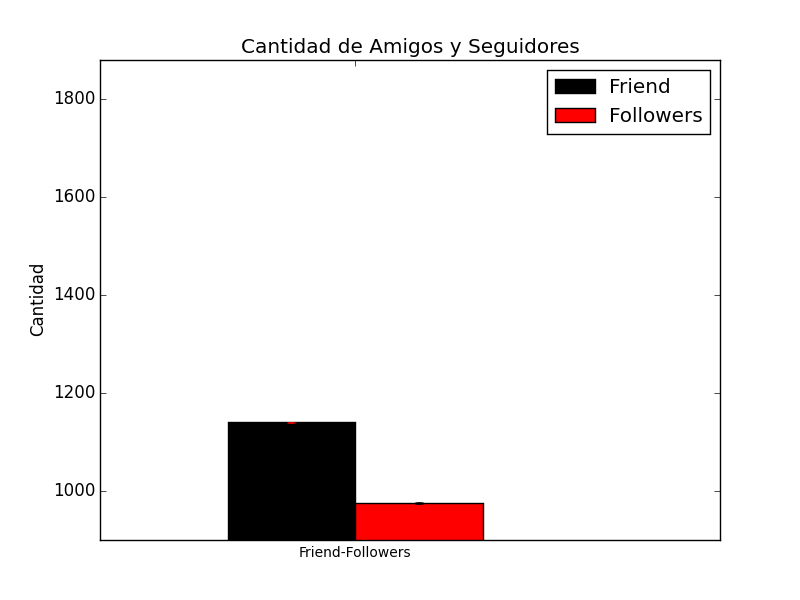 Cantidad de Amigos y Seguidores
Friend
Followers
1800
1600
1400
1200
1000
Cantidad
Friend-Followers